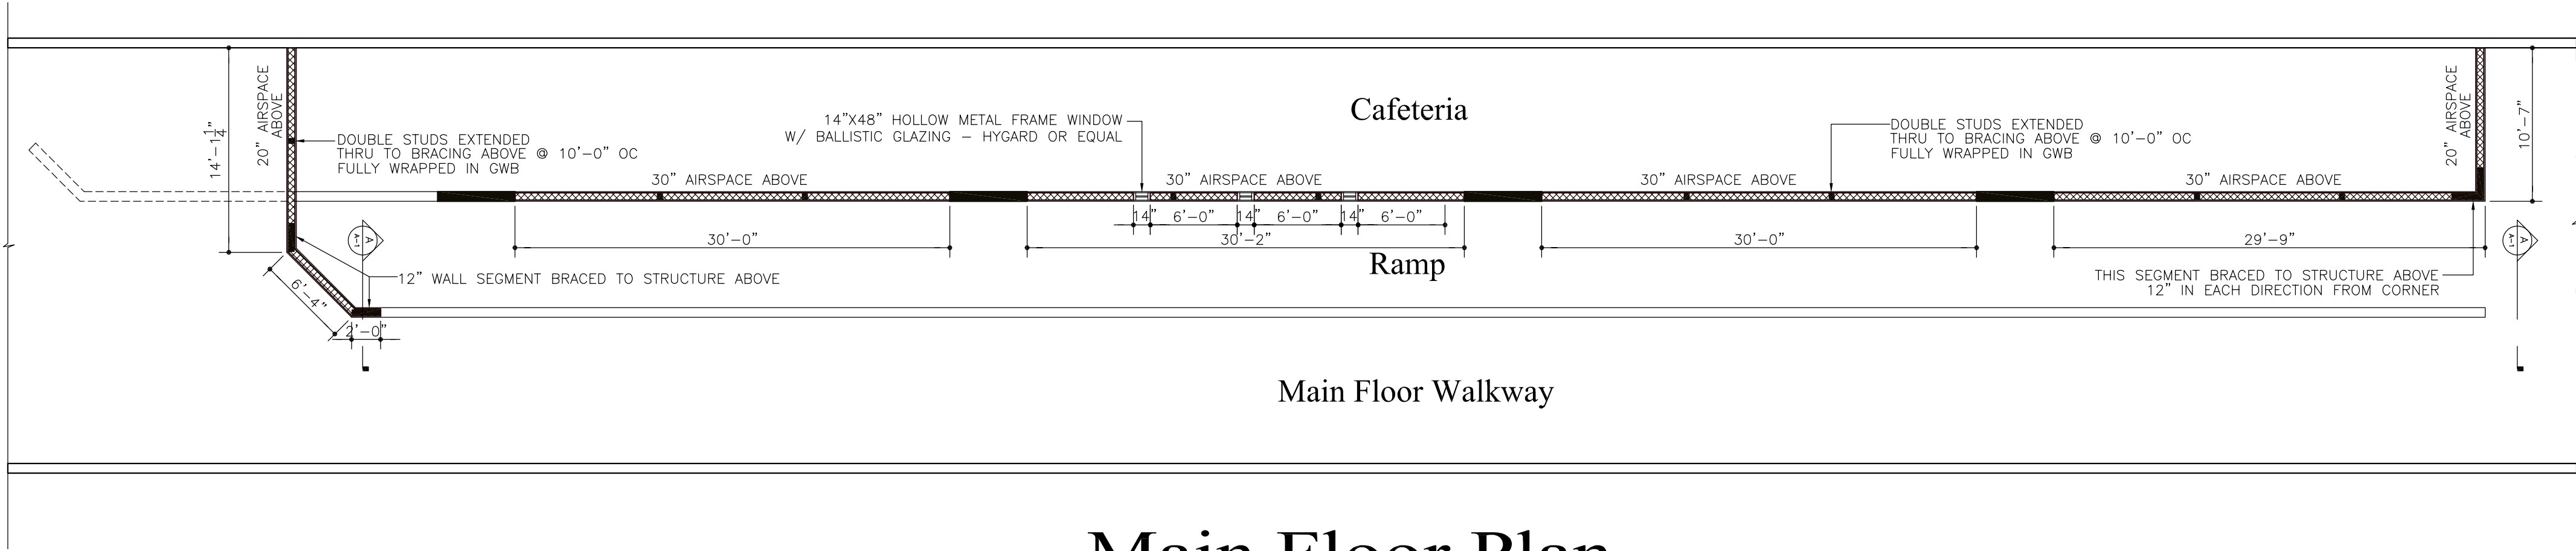 Cafeteria
20" AIRSPACE
ABOVE
14'-1 1/4"
DOUBLE STUDS EXTENDED
THRU TO BRACING ABOVE @ 10'-0" OC
FULLY WRAPPED IN GWB
14"X48" HOLLOW METAL FRAME WINDOW
W/ BALLISTIC GLAZING - HYGARD OR EQUAL
DOUBLE STUDS EXTENDED
THRU TO BRACING ABOVE @ 10'-0" OC
FULLY WRAPPED IN GWB
20" AIRSPACE
ABOVE
10'-7"
30" AIRSPACE ABOVE
30" AIRSPACE ABOVE
30" AIRSPACE ABOVE
30" AIRSPACE ABOVE
14"
6'-0"
14"
6'-0"
14"
6'-0"
30'-0"
30'-2"
30'-0"
29'-9"
A
A-1
A
A-1
Ramp
12" WALL SEGMENT BRACED TO STRUCTURE ABOVE
THIS SEGMENT BRACED TO STRUCTURE ABOVE
12" IN EACH DIRECTION FROM CORNER
6'-4"
2'-0"
Main Floor Walkway
Main Floor Plan